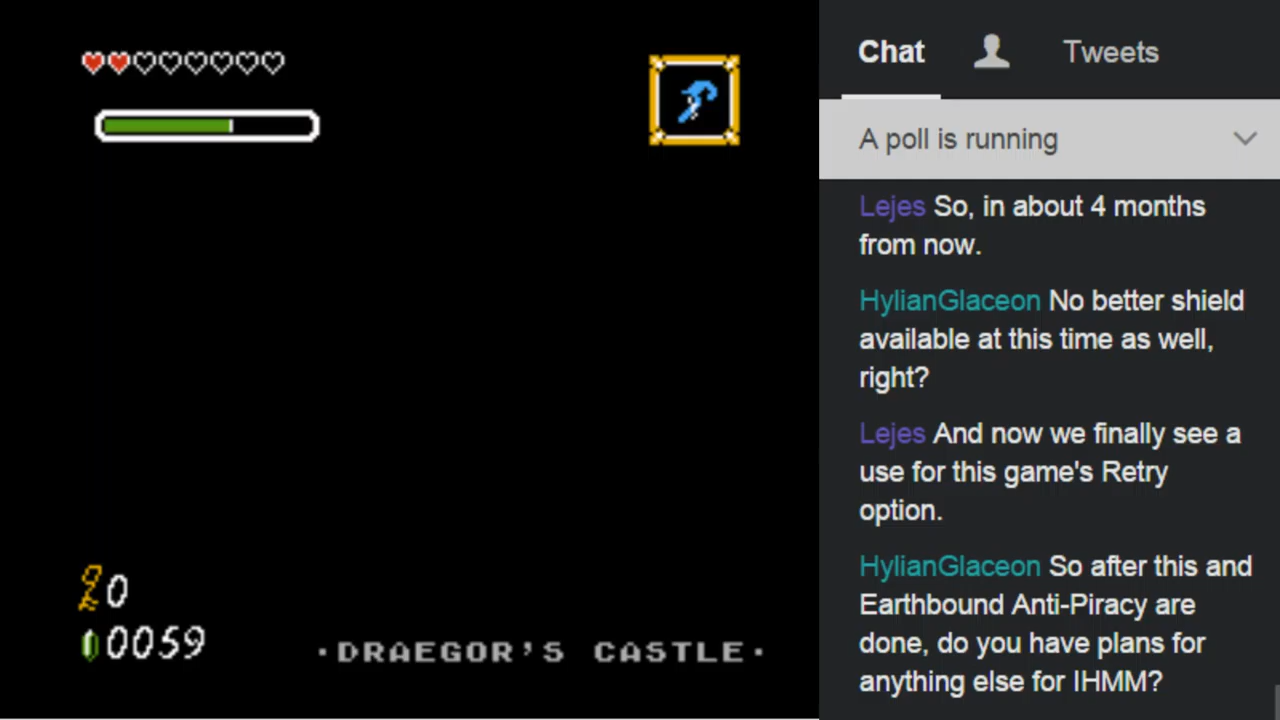 0
0059
·DRAEGOR'S CASTLE·
Chat
Tweets
A poll is running
Lejes So, in about 4 months
from now.
HylianGlaceon No better shield
available at this time as well,
right?
Lejes And now we finally see a
use for this game's Retry
option.
HylianGlaceon So after this and
Earthbound Anti-Piracy are
done, do you have plans for
anything else for IHMM?